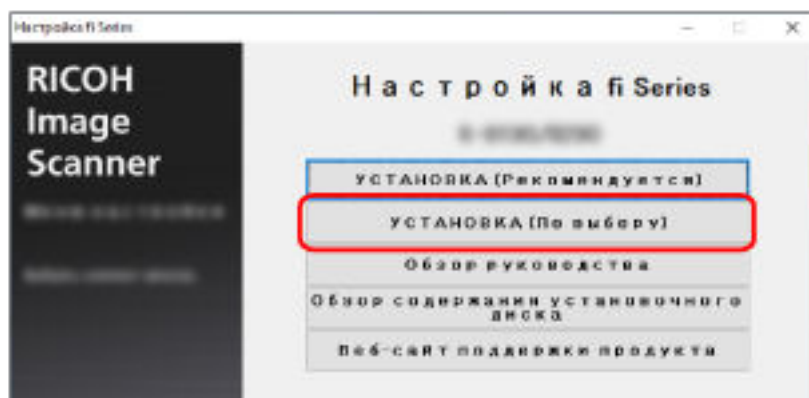 Настройка fi Series
RICOH
Image
Scanner
Настройка fi Series
УСТАНОВКА (Рекомендуется)
УСТАНОВКА (По выбору)
Обзор руководства
Обзор содержания установочного
диска
Веб-сайт поддержки продукта